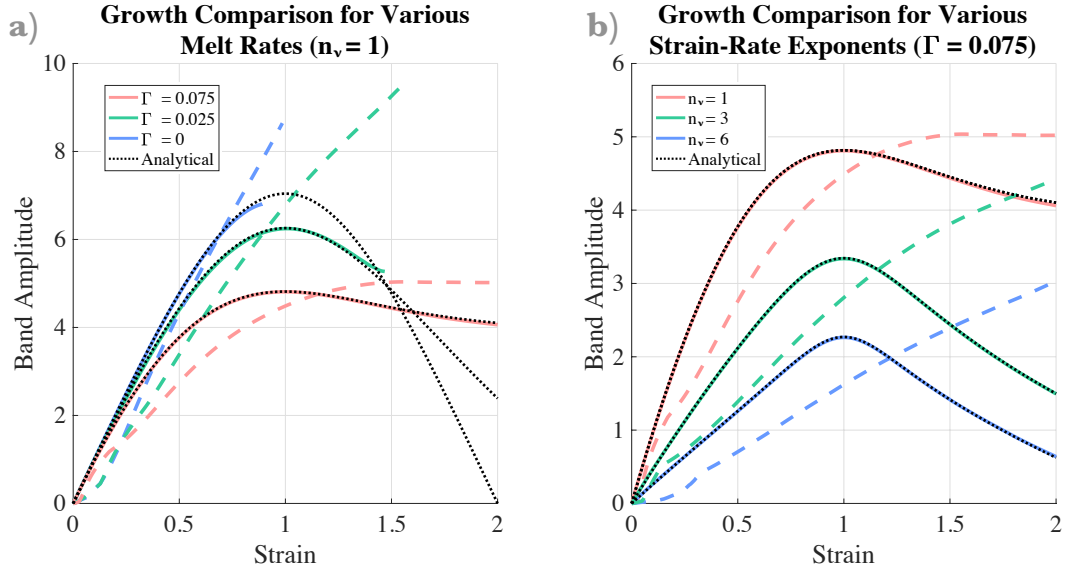 a)
Growth Comparison for Various
Melt Rates (nᵥ = 1)
Γ = 0.075
Γ = 0.025
Γ = 0
Analytical
10
8
6
4
2
0
Band Amplitude
0
0.5
1
1.5
2
Strain
b)
Growth Comparison for Various
Strain-Rate Exponents (Γ = 0.075)
nᵥ = 1
nᵥ = 3
nᵥ = 6
Analytical
6
5
4
3
2
1
0
Band Amplitude
0
0.5
1
1.5
2
Strain